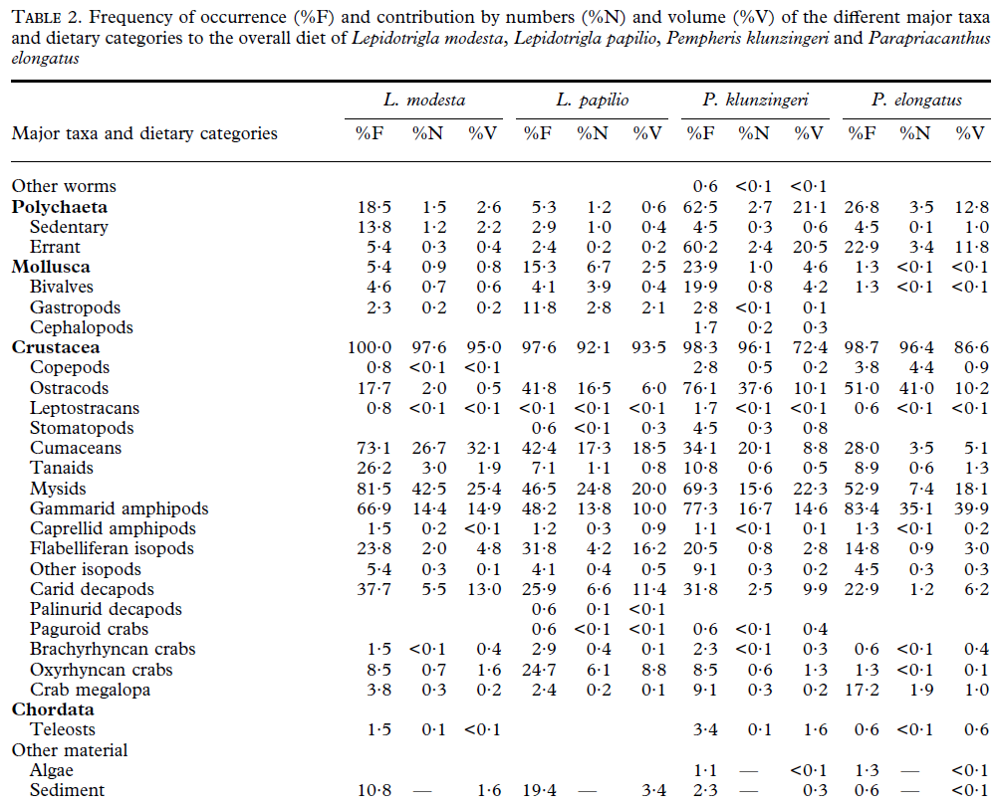 TABLE 2. Frequency of occurrence (%F) and contribution by numbers (%N) and volume (%V) of the different major taxa
and dietary categories to the overall diet of Lepidotrigla modesta, Lepidotrigla papilio, Pempheris klunzingeri and Parapriacanthus
elongatus
L. modesta L. papilio P. klunzingeri P. elongatus
Major taxa and dietary categories %F %N %V %F %N %V %F %N %V %F %N %V
Other worms 0·6 <0·1 <0·1
Polychaeta 18·5 1·5 2·6 5·3 1·2 0·6 62·5 2·7 21·1 26·8 3·5 12·8
Sedentary 13·8 1·2 2·2 2·9 1·0 0·4 4·5 0·3 0·6 4·5 0·1 1·0
Errant 5·4 0·3 0·4 2·4 0·2 0·2 60·2 2·4 20·5 22·9 3·4 11·8
Mollusca 5·4 0·9 0·8 15·3 6·7 2·5 23·9 1·0 4·6 1·3 <0·1 <0·1
Bivalves 4·6 0·7 0·6 4·1 3·9 0·4 19·9 0·8 4·2 1·3 <0·1 <0·1
Gastropods 2·3 0·2 0·2 11·8 2·8 2·1 2·8 <0·1 0·1
Cephalopods 1·7 0·2 0·3
Crustacea 100·0 97·6 95·0 97·6 92·1 93·5 98·3 96·1 72·4 98·7 96·4 86·6
Copepods 0·8 <0·1 <0·1 2·8 0·5 0·2 3·8 4·4 0·9
Ostracods 17·7 2·0 0·5 41·8 16·5 6·0 76·1 37·6 10·1 51·0 41·0 10·2
Leptostracans 0·8 <0·1 <0·1 <0·1 <0·1 <0·1 1·7 <0·1 <0·1 0·6 <0·1 <0·1
Stomatopods 0·6 <0·1 0·3 4·5 0·3 0·8
Cumaceans 73·1 26·7 32·1 42·4 17·3 18·5 34·1 20·1 8·8 28·0 3·5 5·1
Tanaids 26·2 3·0 1·9 7·1 1·1 0·8 10·8 0·6 0·5 8·9 0·6 1·3
Mysids 81·5 42·5 25·4 46·5 24·8 20·0 69·3 15·6 22·3 52·9 7·4 18·1
Gammarid amphipods 66·9 14·4 14·9 48·2 13·8 10·0 77·3 16·7 14·6 83·4 35·1 39·9
Caprellid amphipods 1·5 0·2 <0·1 1·2 0·3 0·9 1·1 <0·1 0·1 1·3 <0·1 0·2
Flabelliferan isopods 23·8 2·0 4·8 31·8 4·2 16·2 20·5 0·8 2·8 14·8 0·9 3·0
Other isopods 5·4 0·3 0·1 4·1 0·4 0·5 9·1 0·3 0·2 4·5 0·3 0·3
Carid decapods 37·7 5·5 13·0 25·9 6·6 11·4 31·8 2·5 9·9 22·9 1·2 6·2
Palinurid decapods 0·6 0·1 <0·1
Paguroid crabs 0·6 <0·1 <0·1 0·6 <0·1 0·4
Brachyrhyncan crabs 1·5 <0·1 0·4 2·9 0·4 0·1 2·3 <0·1 0·3 0·6 <0·1 0·4
Oxyrhyncan crabs 8·5 0·7 1·6 24·7 6·1 8·8 8·5 0·6 1·3 1·3 <0·1 0·1
Crab megalopa 3·8 0·3 0·2 2·4 0·2 0·1 9·1 0·3 0·2 17·2 1·9 1·0
Chordata
Teleosts 1·5 0·1 <0·1 3·4 0·1 1·6 0·6 <0·1 0·6
Other material
Algae 1·1 — <0·1 1·3 — <0·1
Sediment 10·8 — 1·6 19·4 — 3·4 2·3 — 0·3 0·6 — <0·1